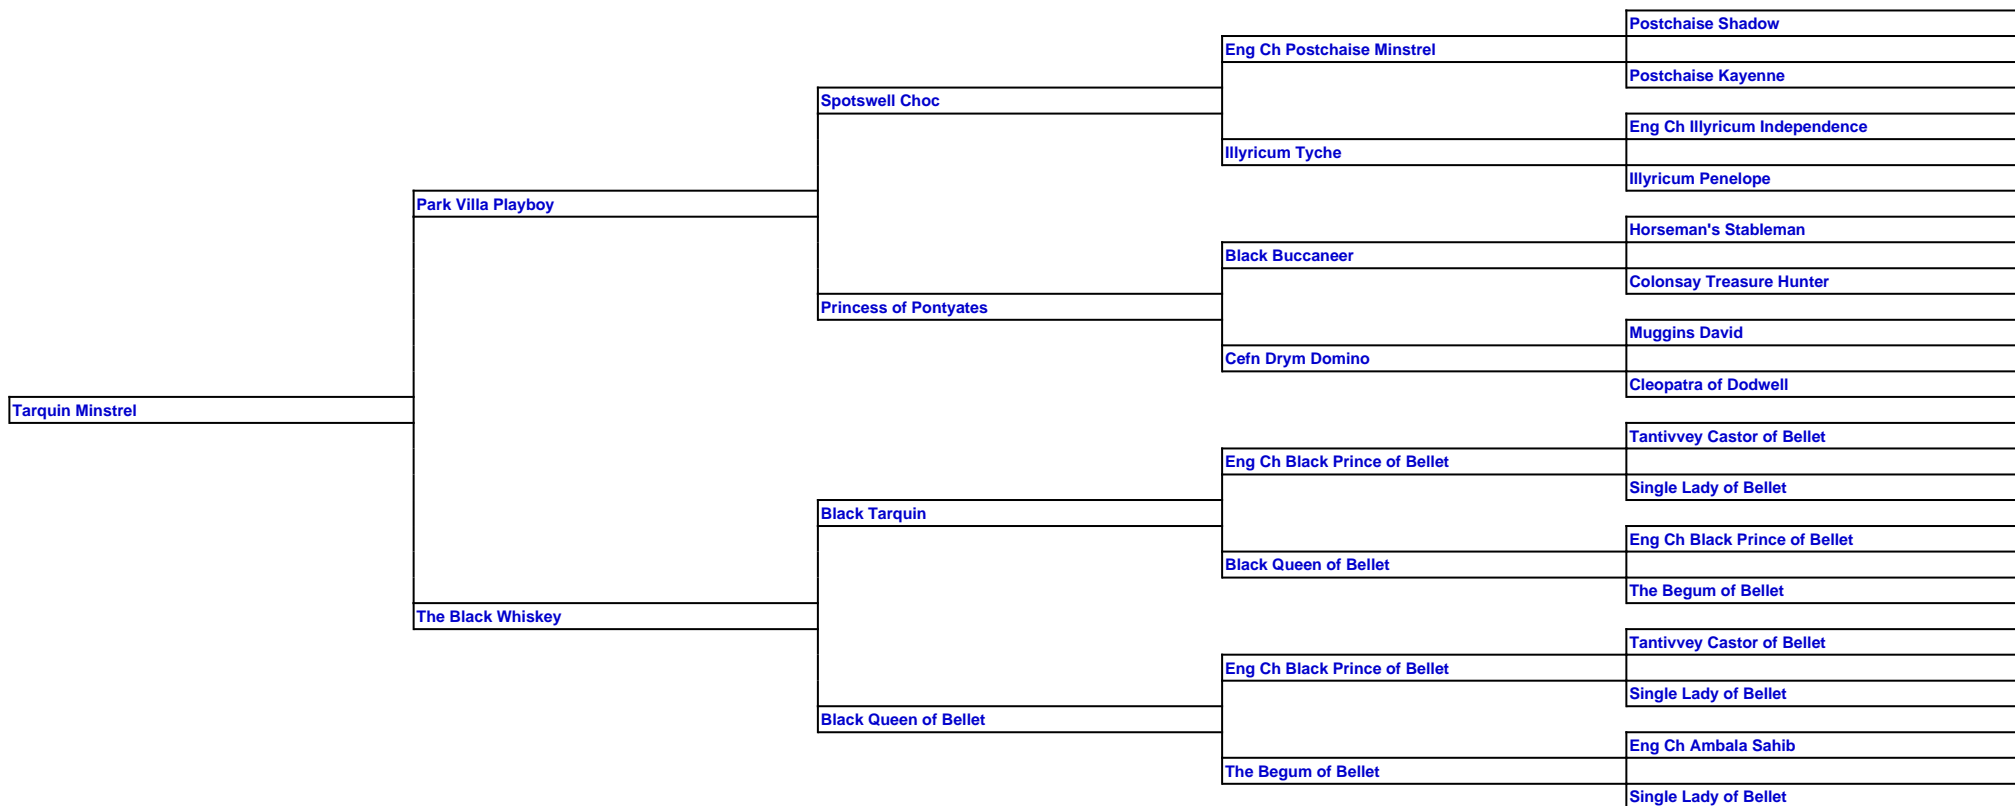 Postchaise Shadow
Eng Ch Postchaise Minstrel
Postchaise Kayenne
Spotswell Choc
Eng Ch Illyricum Independence
Illyricum Tyche
Illyricum Penelope
Park Villa Playboy
Horseman's Stableman
Black Buccaneer
Colonsay Treasure Hunter
Princess of Pontyates
Muggins David
Cefn Drym Domino
Cleopatra of Dodwell
Tarquin Minstrel
Tantivvey Castor of Bellet
Eng Ch Black Prince of Bellet
Single Lady of Bellet
Black Tarquin
Eng Ch Black Prince of Bellet
Black Queen of Bellet
The Begum of Bellet
The Black Whiskey
Tantivvey Castor of Bellet
Eng Ch Black Prince of Bellet
Single Lady of Bellet
Black Queen of Bellet
Eng Ch Ambala Sahib
The Begum of Bellet
Single Lady of Bellet